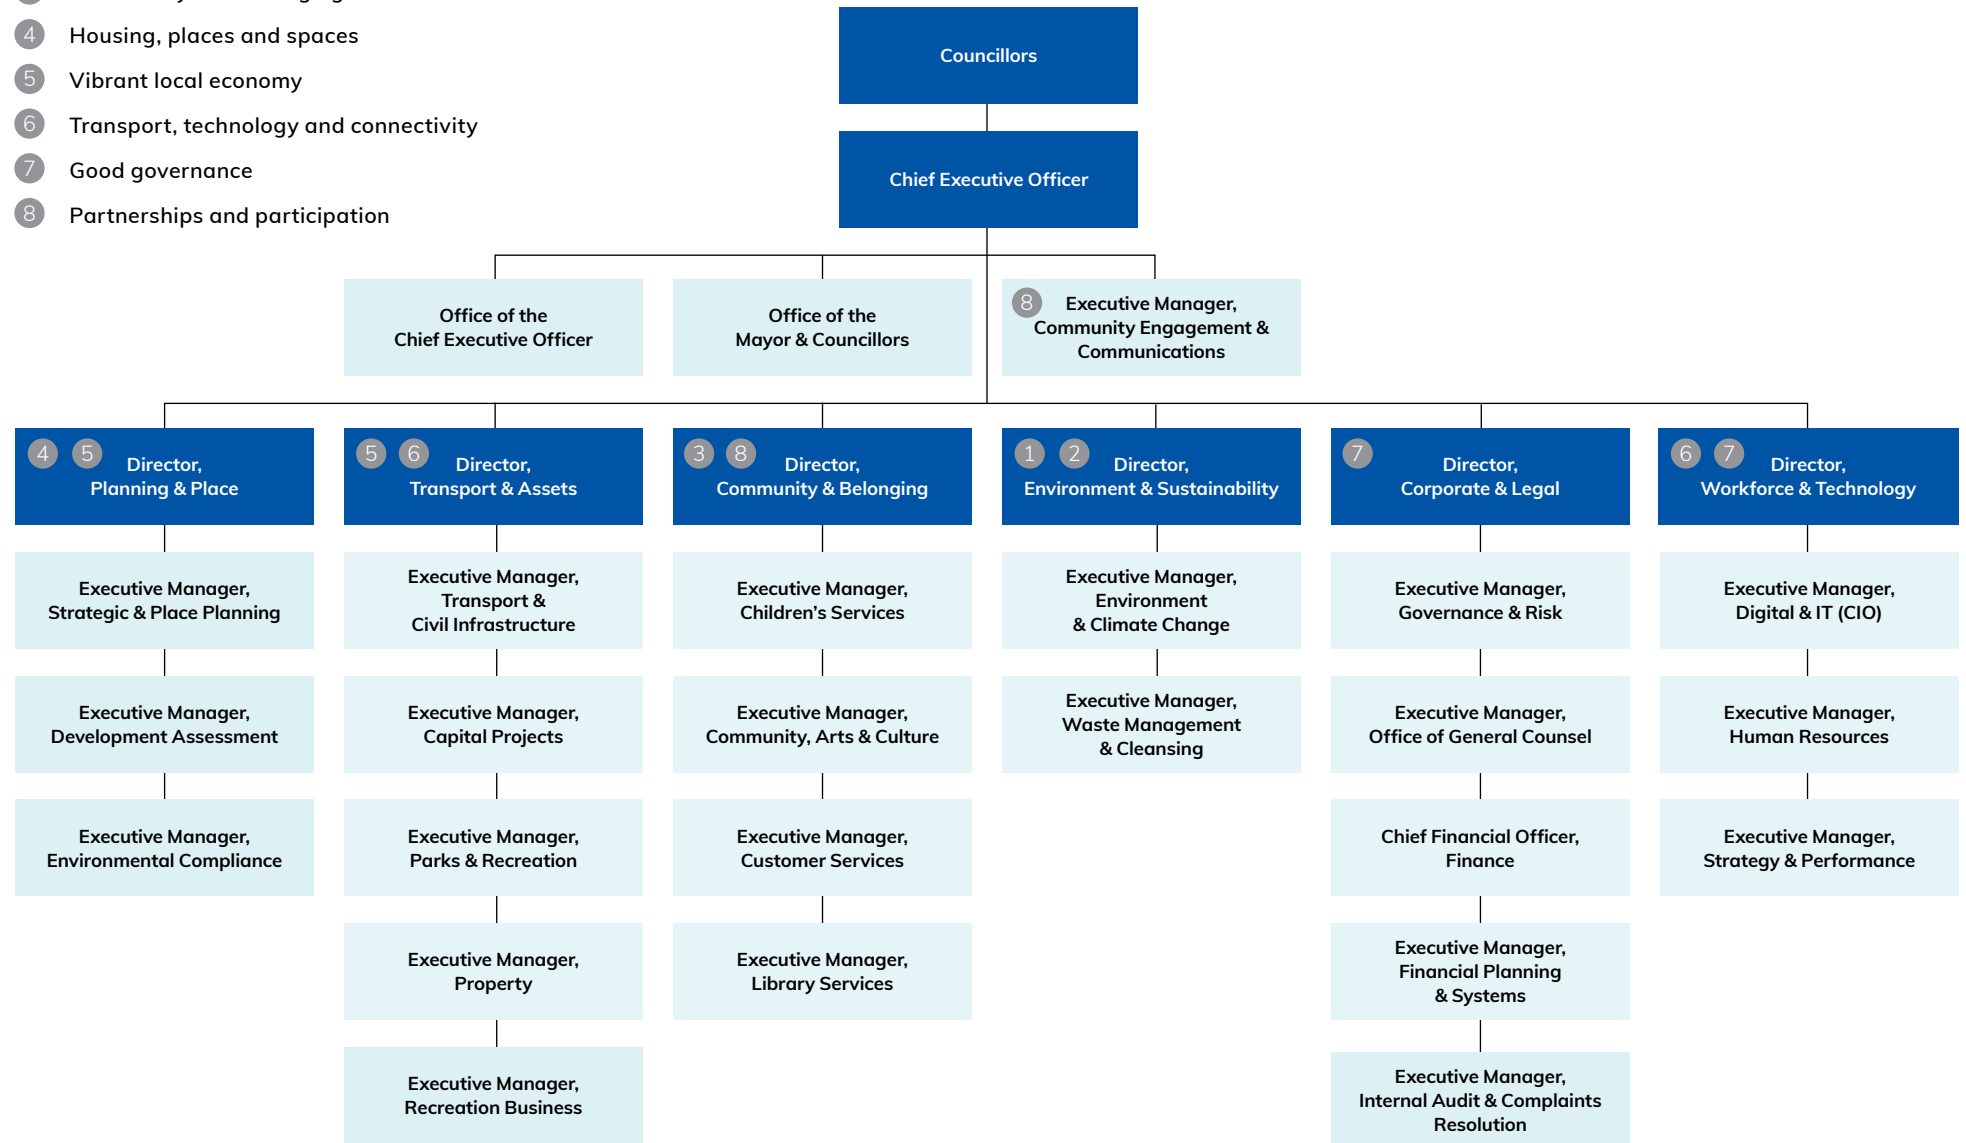 4 Housing, places and spaces
5 Vibrant local economy
6 Transport, technology and connectivity
7 Good governance
8 Partnerships and participation
Councillors
Chief Executive Officer
Office of the
Chief Executive Officer
Office of the
Mayor & Councillors
8 Executive Manager,
Community Engagement &
Communications
4 5 Director,
Planning & Place
5 6 Director,
Transport & Assets
3 8 Director,
Community & Belonging
1 2 Director,
Environment & Sustainability
7 Director,
Corporate & Legal
6 7 Director,
Workforce & Technology
Executive Manager,
Strategic & Place Planning
Executive Manager,
Development Assessment
Executive Manager,
Environmental Compliance
Executive Manager,
Transport &
Civil Infrastructure
Executive Manager,
Capital Projects
Executive Manager,
Parks & Recreation
Executive Manager,
Property
Executive Manager,
Recreation Business
Executive Manager,
Children's Services
Executive Manager,
Community, Arts & Culture
Executive Manager,
Customer Services
Executive Manager,
Library Services
Executive Manager,
Environment
& Climate Change
Executive Manager,
Waste Management
& Cleansing
Executive Manager,
Governance & Risk
Executive Manager,
Office of General Counsel
Chief Financial Officer,
Finance
Executive Manager,
Financial Planning
& Systems
Executive Manager,
Internal Audit & Complaints
Resolution
Executive Manager,
Digital & IT (CIO)
Executive Manager,
Human Resources
Executive Manager,
Strategy & Performance